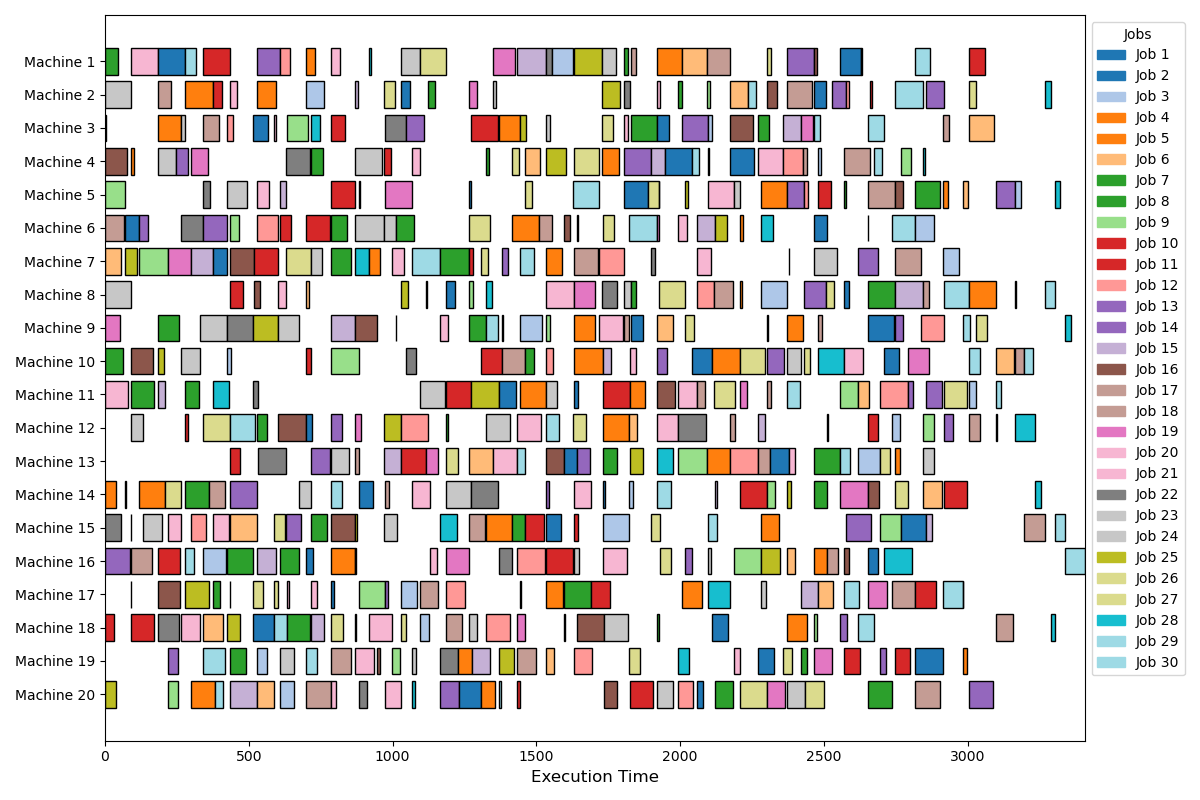 Machine 1
Machine 2
Machine 3
Machine 4
Machine 5
Machine 6
Machine 7
Machine 8
Machine 9
Machine 10
Machine 11
Machine 12
Machine 13
Machine 14
Machine 15
Machine 16
Machine 17
Machine 18
Machine 19
Machine 20
0 500 1000 1500 2000 2500 3000
Execution Time
Jobs
Job 1
Job 2
Job 3
Job 4
Job 5
Job 6
Job 7
Job 8
Job 9
Job 10
Job 11
Job 12
Job 13
Job 14
Job 15
Job 16
Job 17
Job 18
Job 19
Job 20
Job 21
Job 22
Job 23
Job 24
Job 25
Job 26
Job 27
Job 28
Job 29
Job 30